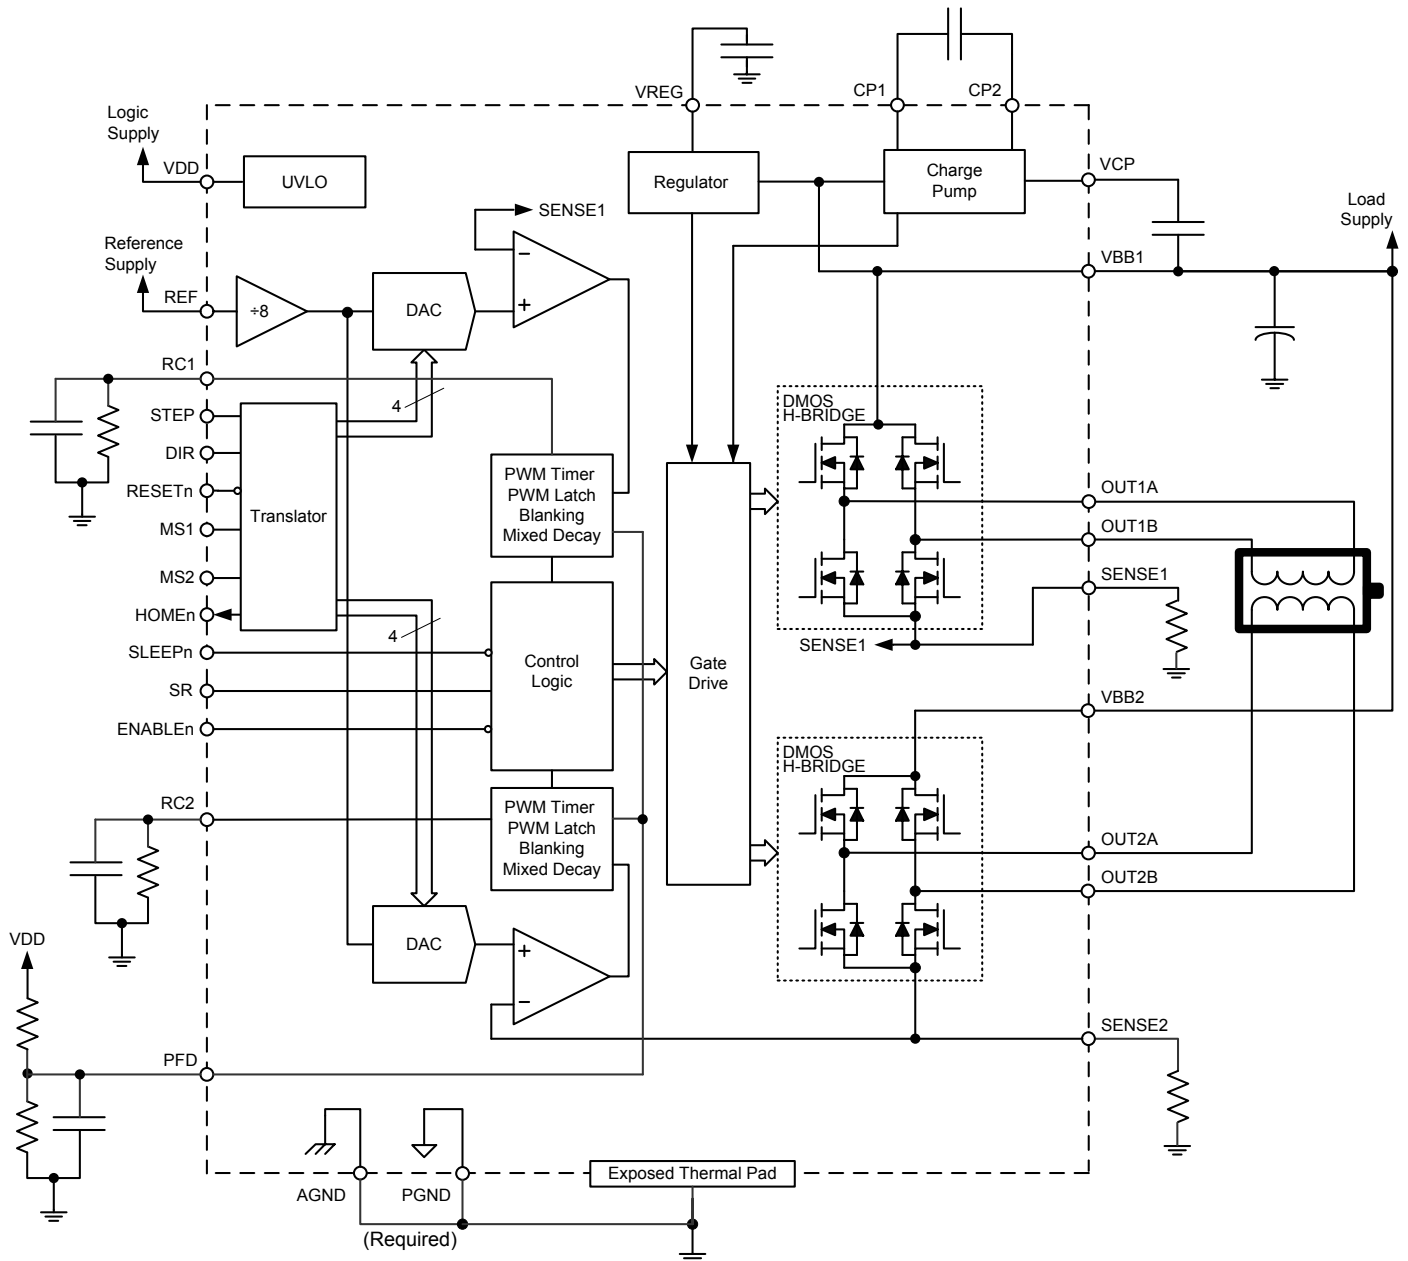 VREG
CP1
CP2
Logic
Supply
VDD
UVLO
Regulator
Charge
Pump
VCP
Load
Supply
SENSE1
Reference
Supply
REF
÷8
DAC
−
+
VBB1
RC1
4
STEP
DIR
RESETn
MS1
MS2
HOMEn
Translator
PWM Timer
PWM Latch
Blanking
Mixed Decay
DMOS
H-BRIDGE
OUT1A
OUT1B
SENSE1
SENSE1
4
SLEEPn
SR
ENABLEn
Control
Logic
Gate
Drive
VBB2
DMOS
H-BRIDGE
RC2
PWM Timer
PWM Latch
Blanking
Mixed Decay
OUT2A
OUT2B
VDD
DAC
+
−
SENSE2
PFD
Exposed Thermal Pad
AGND
PGND
(Required)